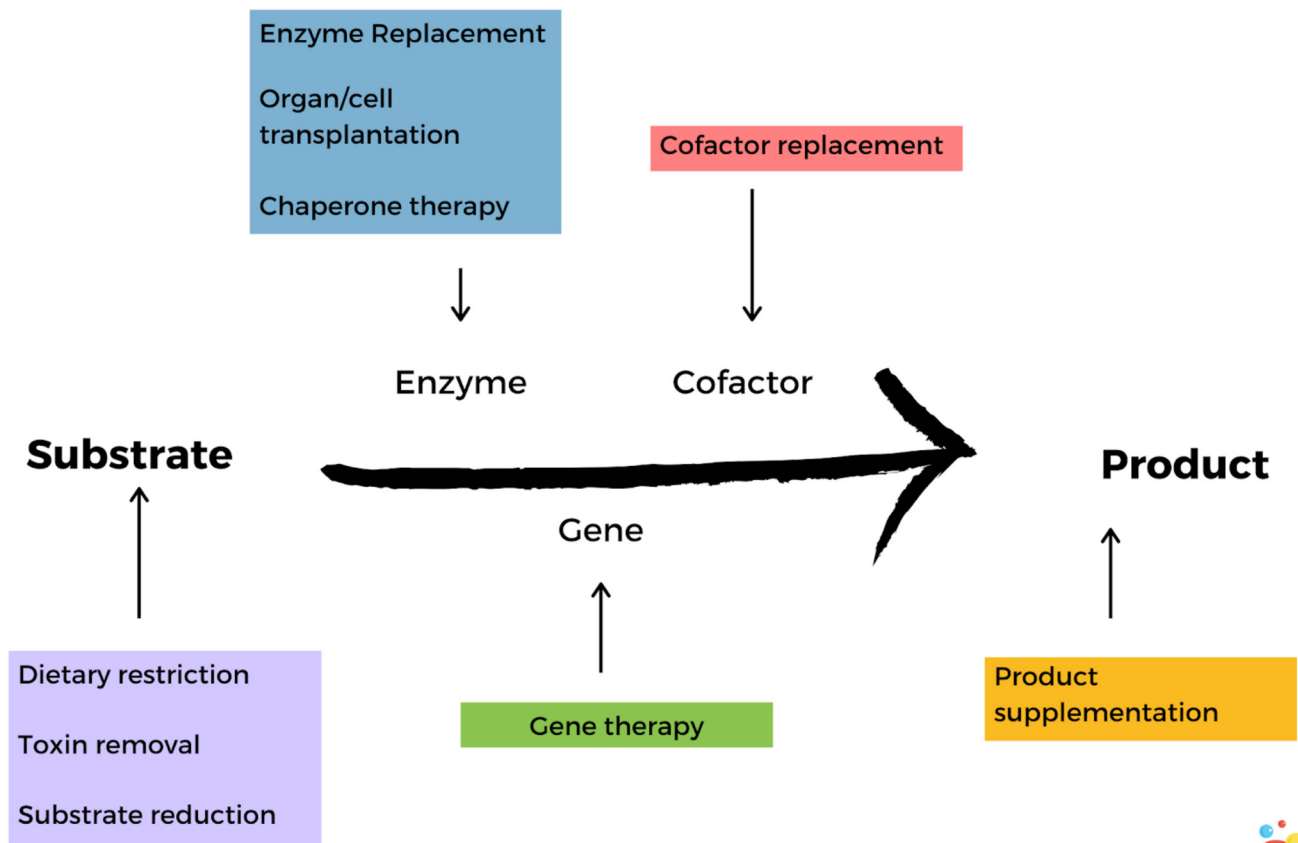 Enzyme Replacement
Organ/cell
transplantation
Chaperone therapy
Cofactor replacement
Enzyme
Cofactor
Substrate
Product
Gene
Dietary restriction
Toxin removal
Substrate reduction
Gene therapy
Product
supplementation